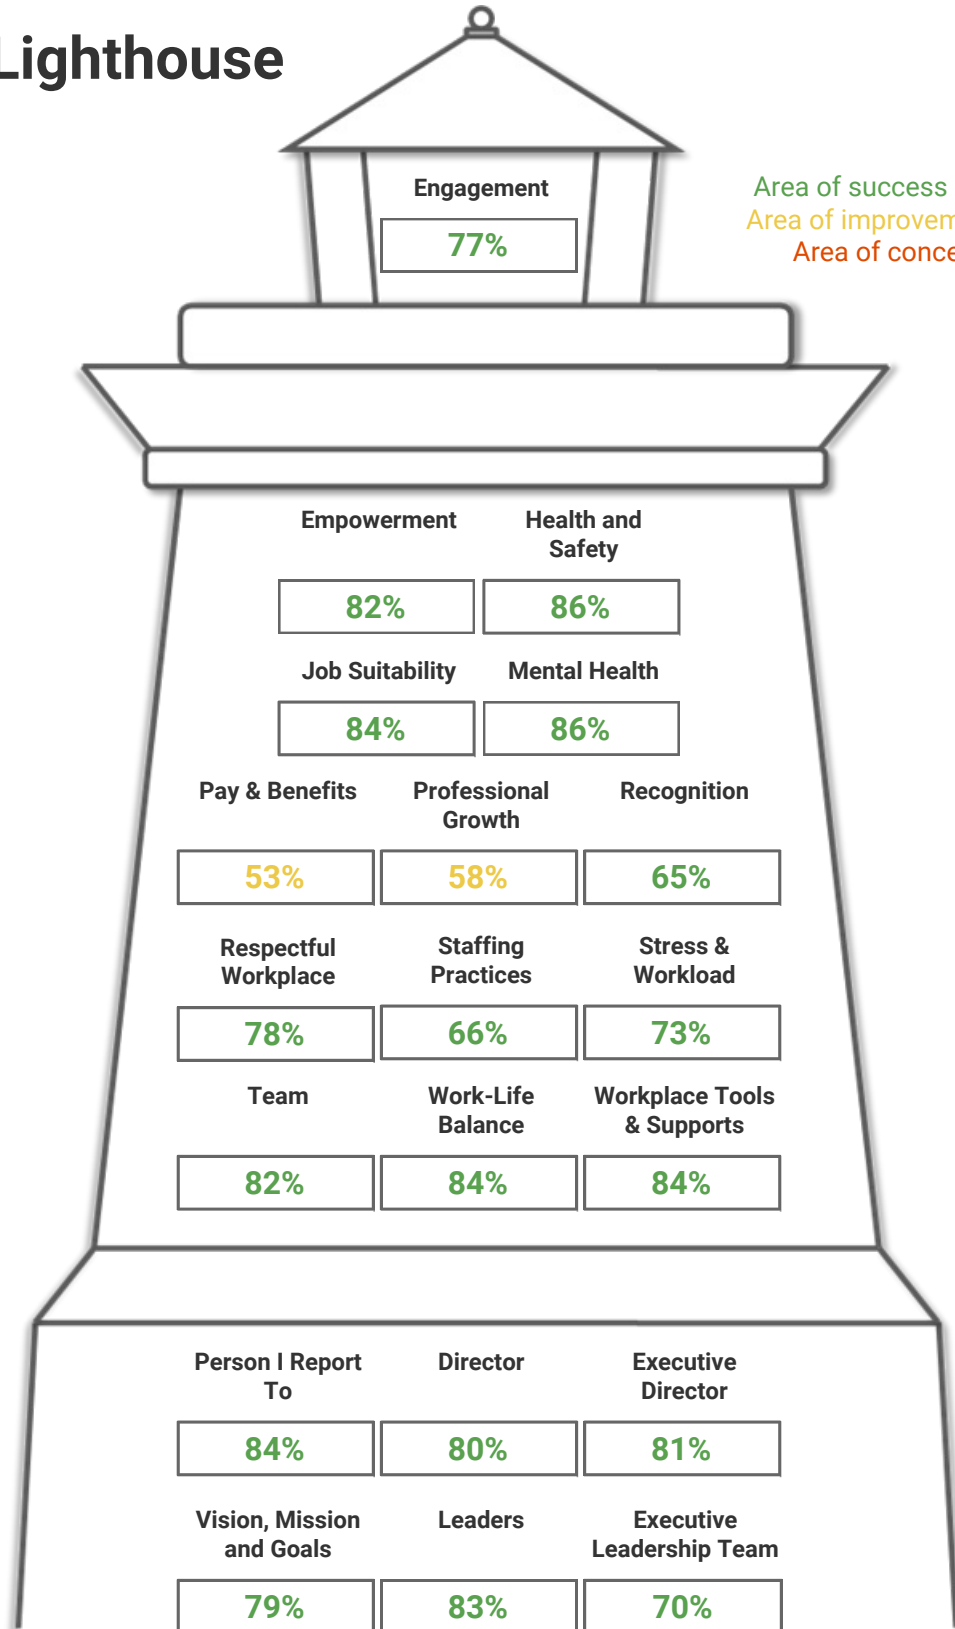 Lighthouse
Engagement
77%
Area of success
Area of improvem
Area of conce
Empowerment
Health and
Safety
82%
86%
Job Suitability
Mental Health
84%
86%
Pay & Benefits
Professional
Growth
Recognition
53%
58%
65%
Respectful
Workplace
Staffing
Practices
Stress &
Workload
78%
66%
73%
Team
Work-Life
Balance
Workplace Tools
& Supports
82%
84%
84%
Person I Report
To
Director
Executive
Director
84%
80%
81%
Vision, Mission
and Goals
Leaders
Executive
Leadership Team
79%
83%
70%